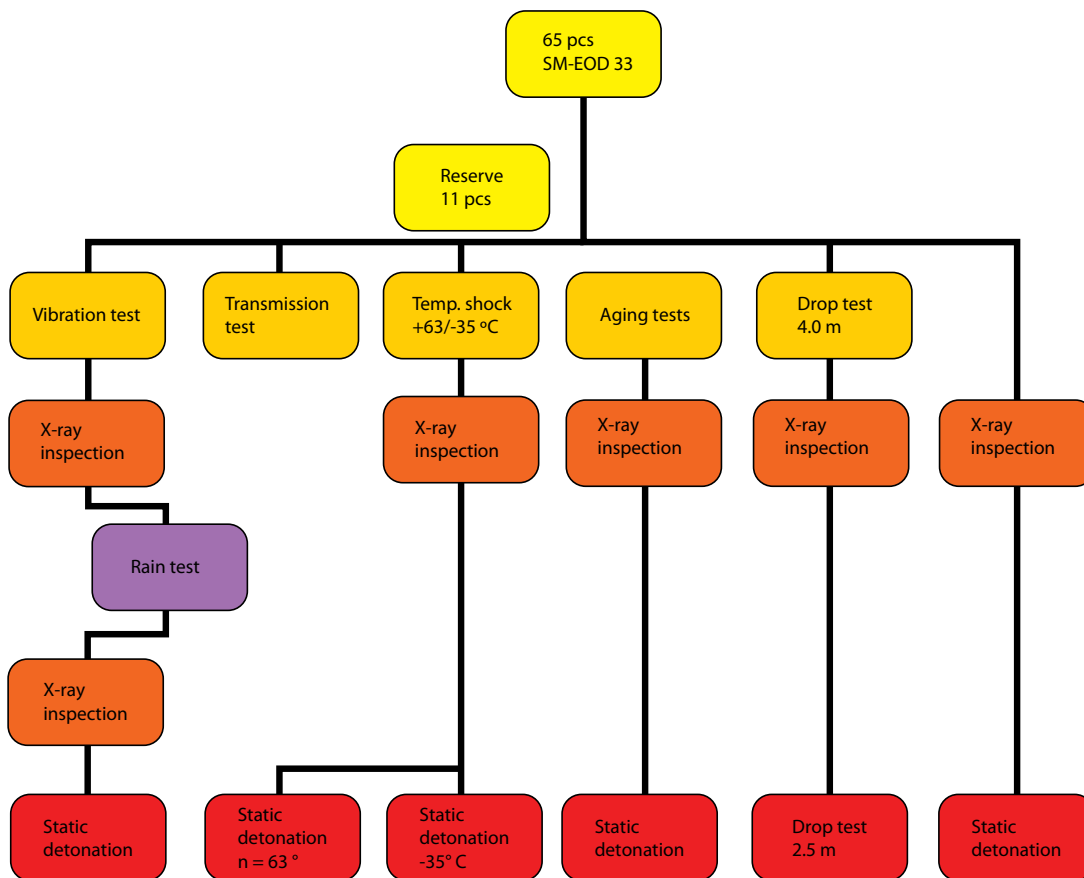 65 pcs
SM-EOD 33
Reserve
11 pcs
Vibration test
Transmission
test
Temp. shock
+63/-35 ºC
Aging tests
Drop test
4.0 m
X-ray
inspection
X-ray
inspection
X-ray
inspection
X-ray
inspection
X-ray
inspection
Rain test
X-ray
inspection
Static
detonation
Static
detonation
n = 63 °
Static
detonation
-35° C
Static
detonation
Drop test
2.5 m
Static
detonation